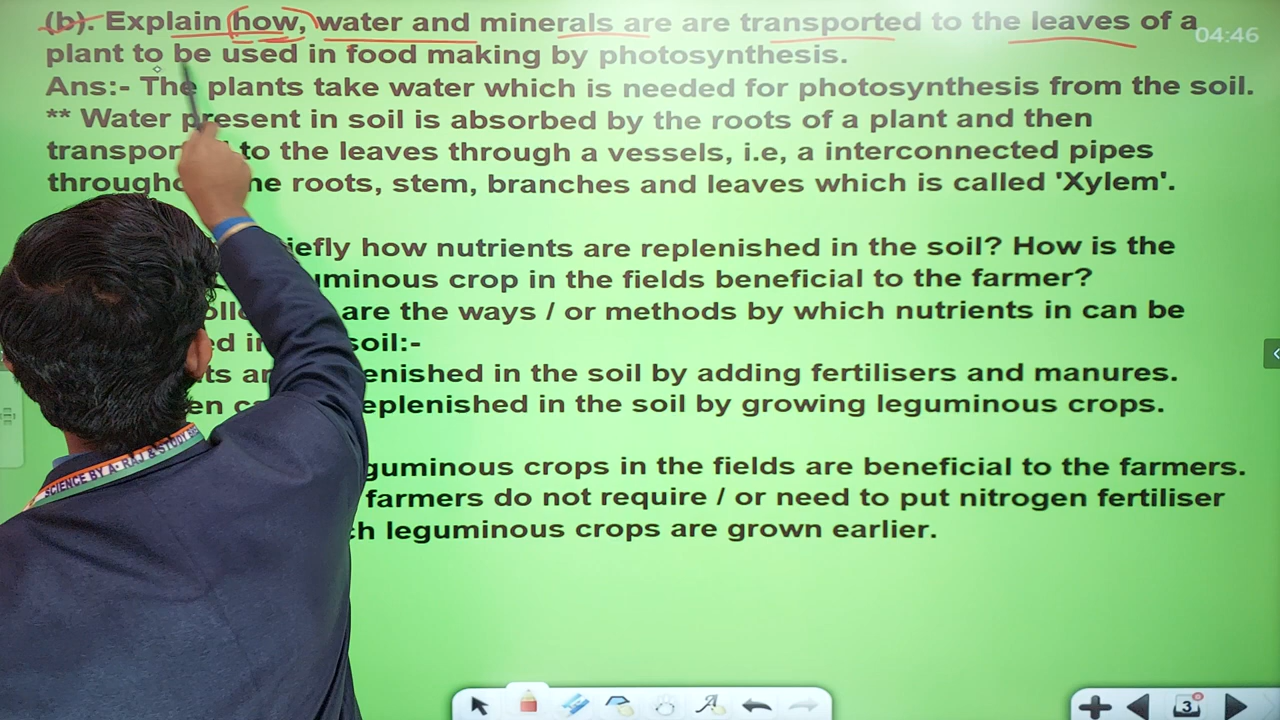 (b). Explain how, water and minerals are are transported to the leaves of a
04:46
plant to be used in food making by photosynthesis.
Ans:- The plants take water which is needed for photosynthesis from the soil.
** Water present in soil is absorbed by the roots of a plant and then
to the leaves through a vessels, i.e, a interconnected pipes
roots, stem, branches and leaves which is called 'Xylem'.
how nutrients are replenished in the soil? How is the
crop in the fields beneficial to the farmer?
are the ways / or methods by which nutrients in can be
soil:-
in the soil by adding fertilisers and manures.
in the soil by growing leguminous crops.
crops in the fields are beneficial to the farmers.
farmers do not require / or need to put nitrogen fertiliser
leguminous crops are grown earlier.
SCIENCE BY A- RAJ & STUDY
3